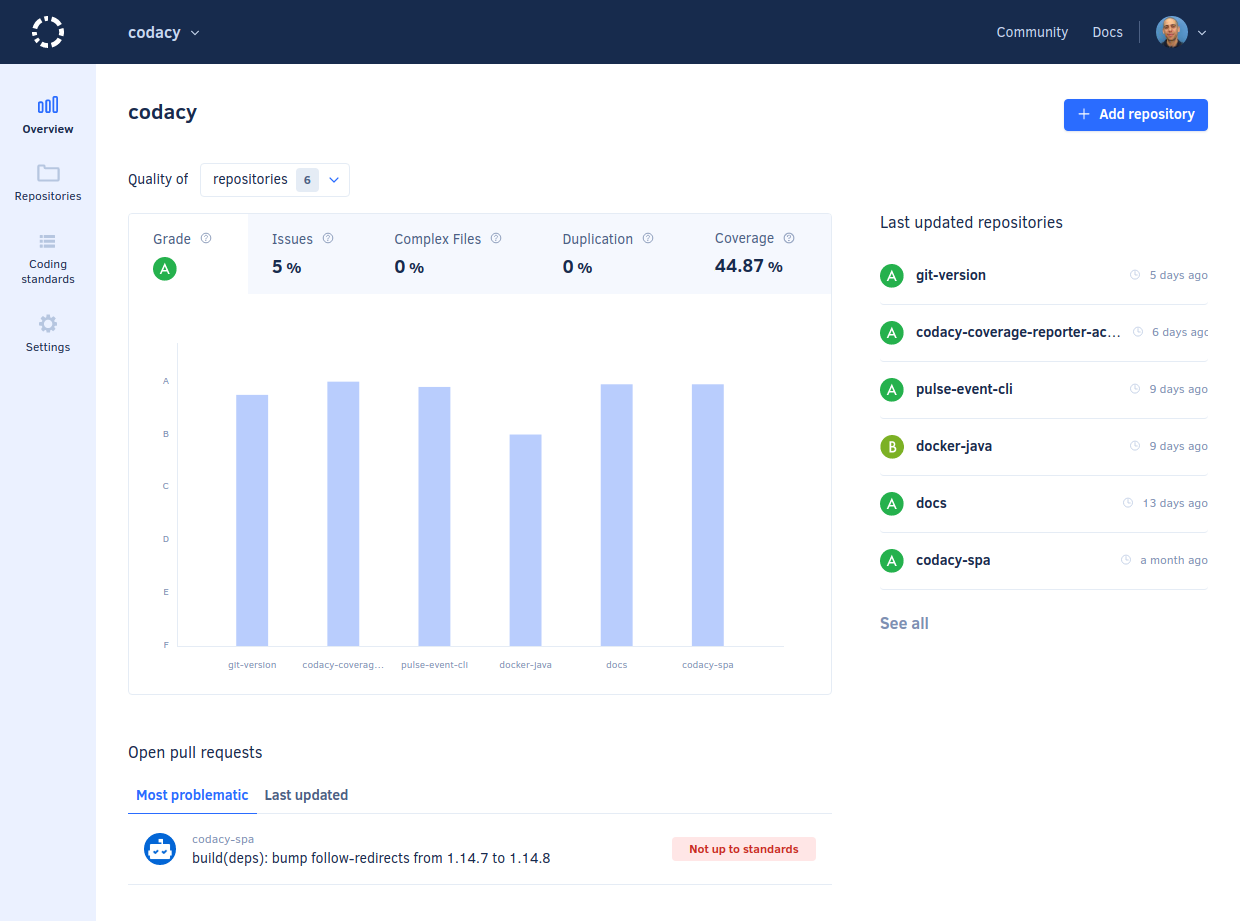 codacy
Community Docs
Overview
Repositories
Coding
standards
Settings
codacy
Add repository
Quality of repositories 6
Grade Issues Complex Files Duplication Coverage
A 5 % 0 % 0 % 44.87 %
A
B
C
D
E
F
git-version codacy-coverag... pulse-event-cli docker-java docs codacy-spa
Last updated repositories
A git-version 5 days ago
A codacy-coverage-reporter-ac... 6 days ago
A pulse-event-cli 9 days ago
B docker-java 9 days ago
A docs 13 days ago
A codacy-spa a month ago
See all
Open pull requests
Most problematic Last updated
codacy-spa
build(deps): bump follow-redirects from 1.14.7 to 1.14.8
Not up to standards